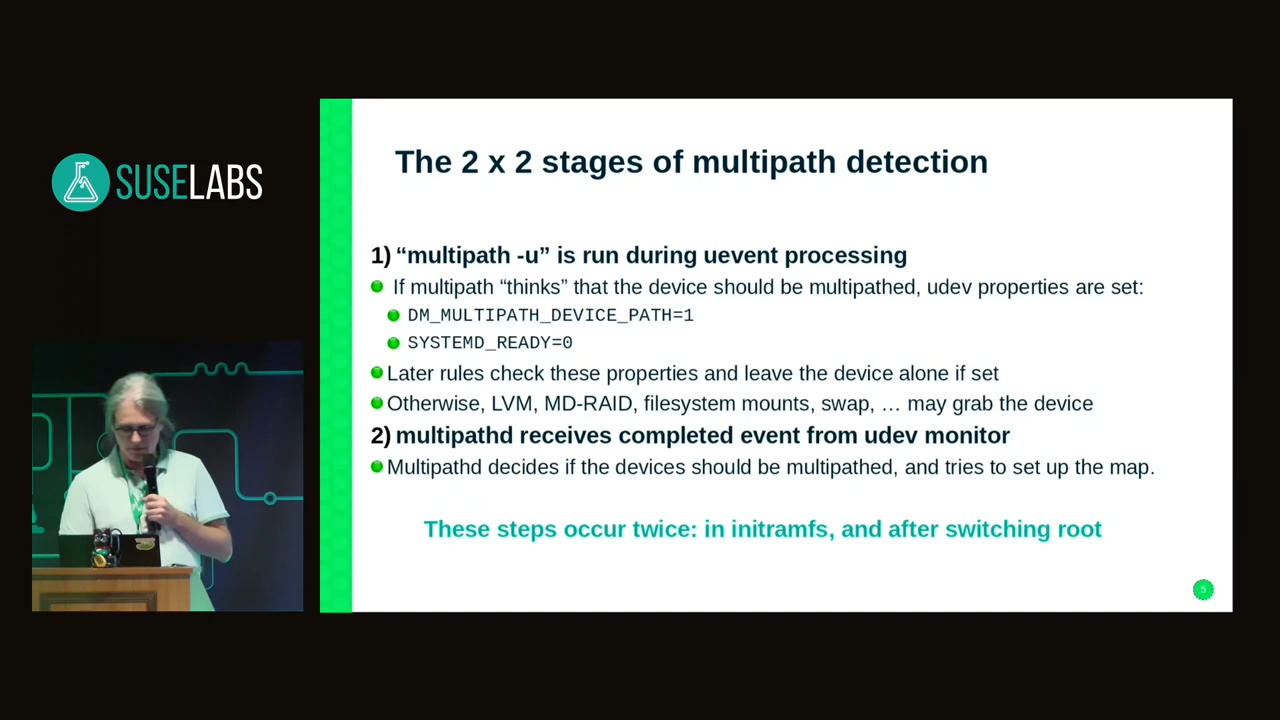 SUSELABS
The 2 x 2 stages of multipath detection
1) “multipath -u” is run during uevent processing
If multipath “thinks” that the device should be multipathed, udev properties are set:
DM_MULTIPATH_DEVICE_PATH=1
SYSTEMD_READY=0
Later rules check these properties and leave the device alone if set
Otherwise, LVM, MD-RAID, filesystem mounts, swap, … may grab the device
2) multipathd receives completed event from udev monitor
Multipathd decides if the devices should be multipathed, and tries to set up the map.
These steps occur twice: in initramfs, and after switching root
5